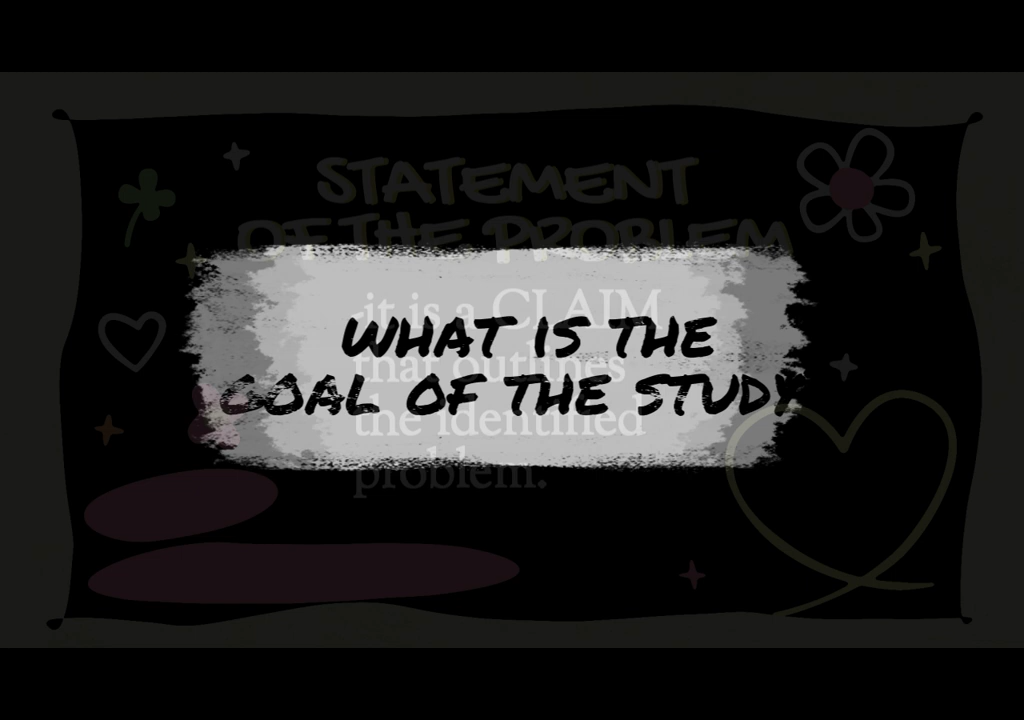 STATEMENT
OF THE PROBLEM
it is a CLAIM
that outlines
the identified
problem.
WHAT IS THE
GOAL OF THE STUDY